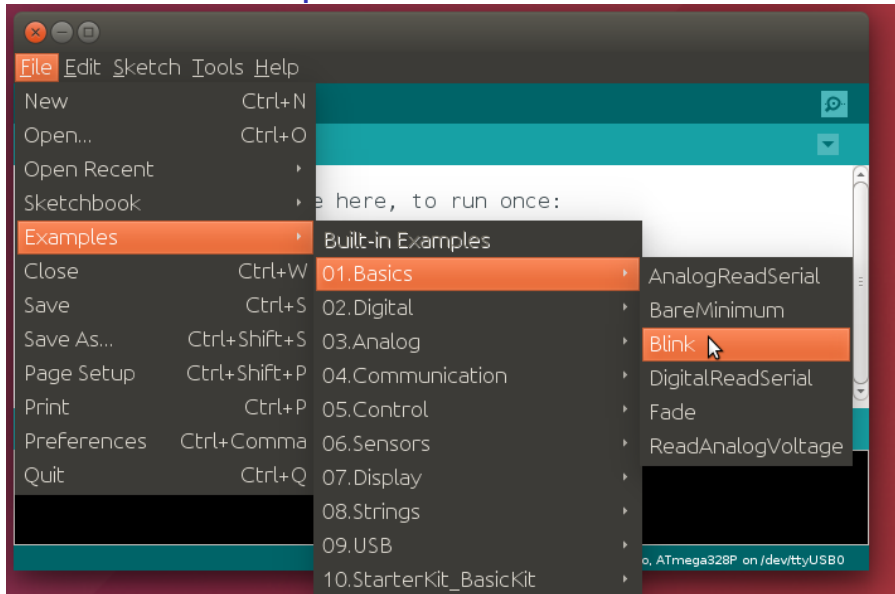 File Edit Sketch Tools Help
New Ctrl+N
Open... Ctrl+O
Open Recent
Sketchbook
Examples
Close Ctrl+W
Save Ctrl+S
Save As... Ctrl+Shift+S
Page Setup Ctrl+Shift+P
Print Ctrl+P
Preferences Ctrl+Comma
Quit Ctrl+Q
here, to run once:
Built-in Examples
01.Basics
02.Digital
03.Analog
04.Communication
05.Control
06.Sensors
07.Display
08.Strings
09.USB
10.StarterKit_BasicKit
AnalogReadSerial
BareMinimum
Blink
DigitalReadSerial
Fade
ReadAnalogVoltage
ATmega328P on /dev/ttyUSB0